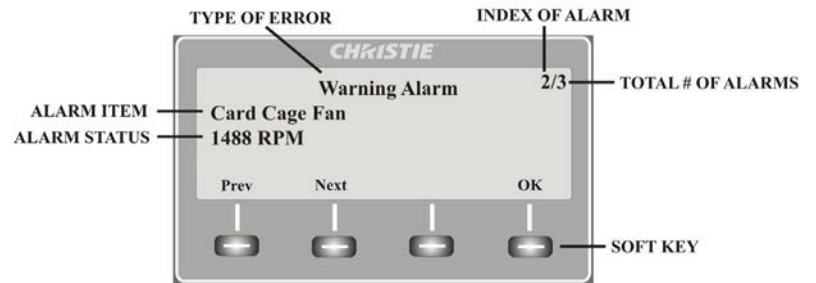 TYPE OF ERROR
INDEX OF ALARM
CHRISTIE
Warning Alarm
2/3
TOTAL # OF ALARMS
ALARM ITEM
Card Cage Fan
ALARM STATUS
1488 RPM
Prev Next OK
SOFT KEY